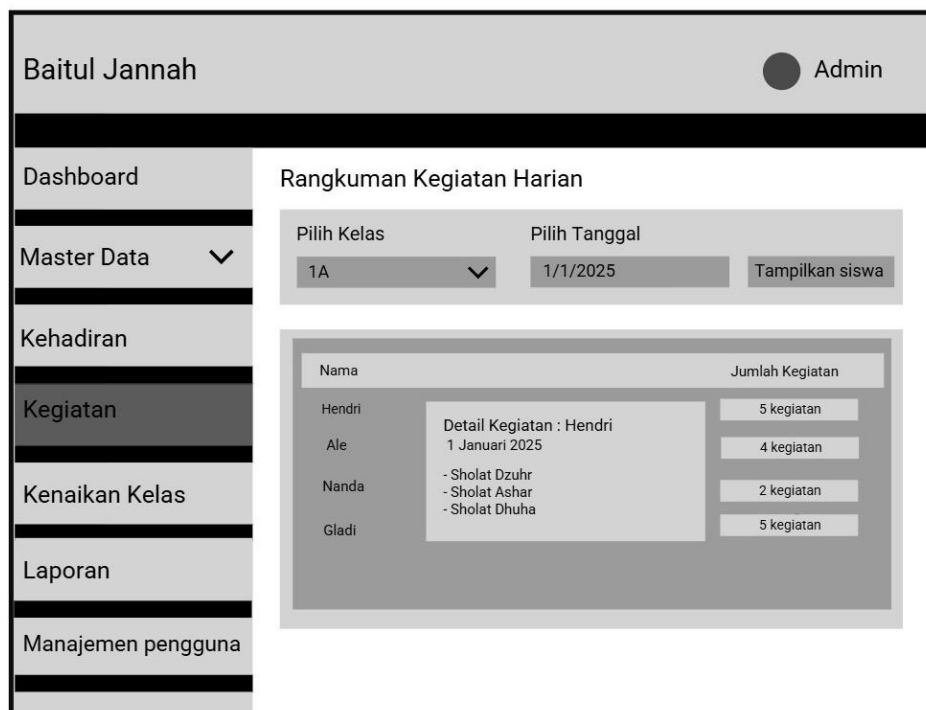 Baitul Jannah
Admin
Dashboard
Master Data
Kehadiran
Kegiatan
Kenaikan Kelas
Laporan
Manajemen pengguna
Rangkuman Kegiatan Harian
Pilih Kelas
Pilih Tanggal
1A
1/1/2025
Tampilkan siswa
Nama
Jumlah Kegiatan
Hendri
5 kegiatan
Ale
4 kegiatan
Nanda
2 kegiatan
Gladi
5 kegiatan
Detail Kegiatan : Hendri
1 Januari 2025
- Sholat Dzuhr
- Sholat Ashar
- Sholat Dhuha